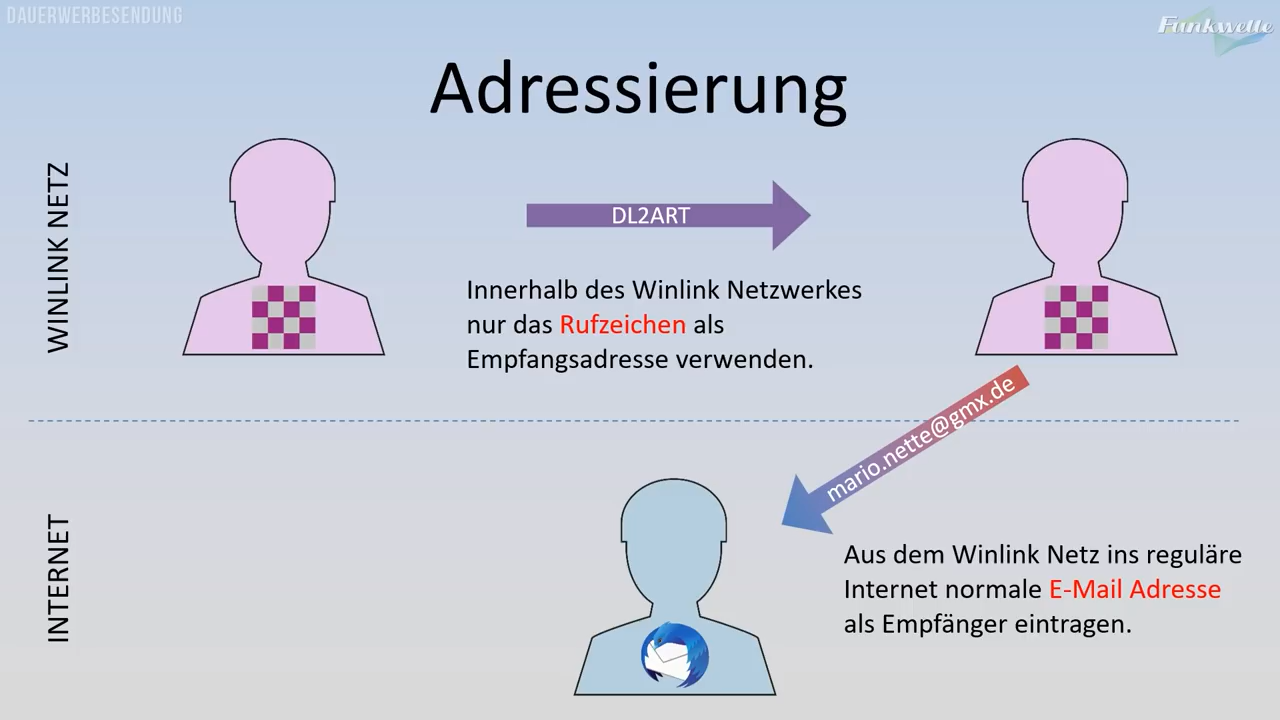 DAUERWERBESENDUNG
Funkwelle
Adressierung
WINLINK NETZ
DL2ART
Innerhalb des Winlink Netzwerkes
nur das Rufzeichen als
Empfangsadresse verwenden.
mario.nette@gmx.de
INTERNET
Aus dem Winlink Netz ins reguläre
Internet normale E-Mail Adresse
als Empfänger eintragen.